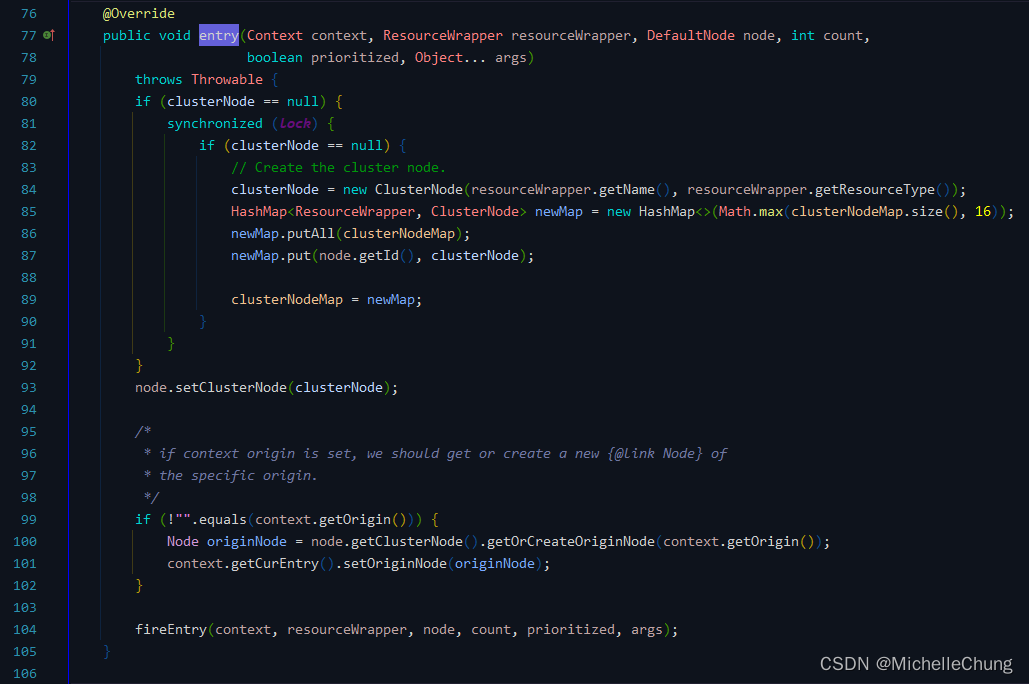 76 @Override
77 public void entry(Context context, ResourceWrapper resourceWrapper, DefaultNode node, int count,
78 boolean prioritized, Object... args)
79 throws Throwable {
80 if (clusterNode == null) {
81 synchronized (lock) {
82 if (clusterNode == null) {
83 // Create the cluster node.
84 clusterNode = new ClusterNode(resourceWrapper.getName(), resourceWrapper.getResourceType());
85 HashMap<ResourceWrapper, ClusterNode> newMap = new HashMap<>(Math.max(clusterNodeMap.size(), 16));
86 newMap.putAll(clusterNodeMap);
87 newMap.put(node.getId(), clusterNode);
88
89 clusterNodeMap = newMap;
90 }
91 }
92 }
93 node.setClusterNode(clusterNode);
94
95 /*
96 * if context origin is set, we should get or create a new {@link Node} of
97 * the specific origin.
98 */
99 if (!"".equals(context.getOrigin())) {
100 Node originNode = node.getClusterNode().getOrCreateOriginNode(context.getOrigin());
101 context.getCurEntry().setOriginNode(originNode);
102 }
103
104 fireEntry(context, resourceWrapper, node, count, prioritized, args);
105 }
106
CSDN @MichelleChung